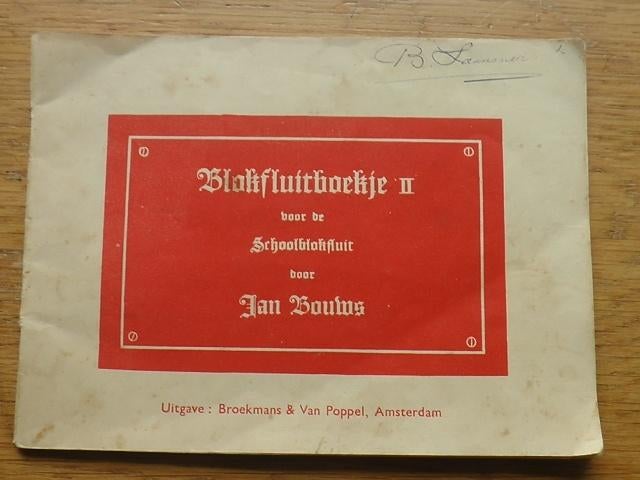 B.
Blokfluitboekje II
voor de
Schoolblokfluit
door
Jan Bouws
Uitgave : Broekmans & Van Poppel, Amsterdam